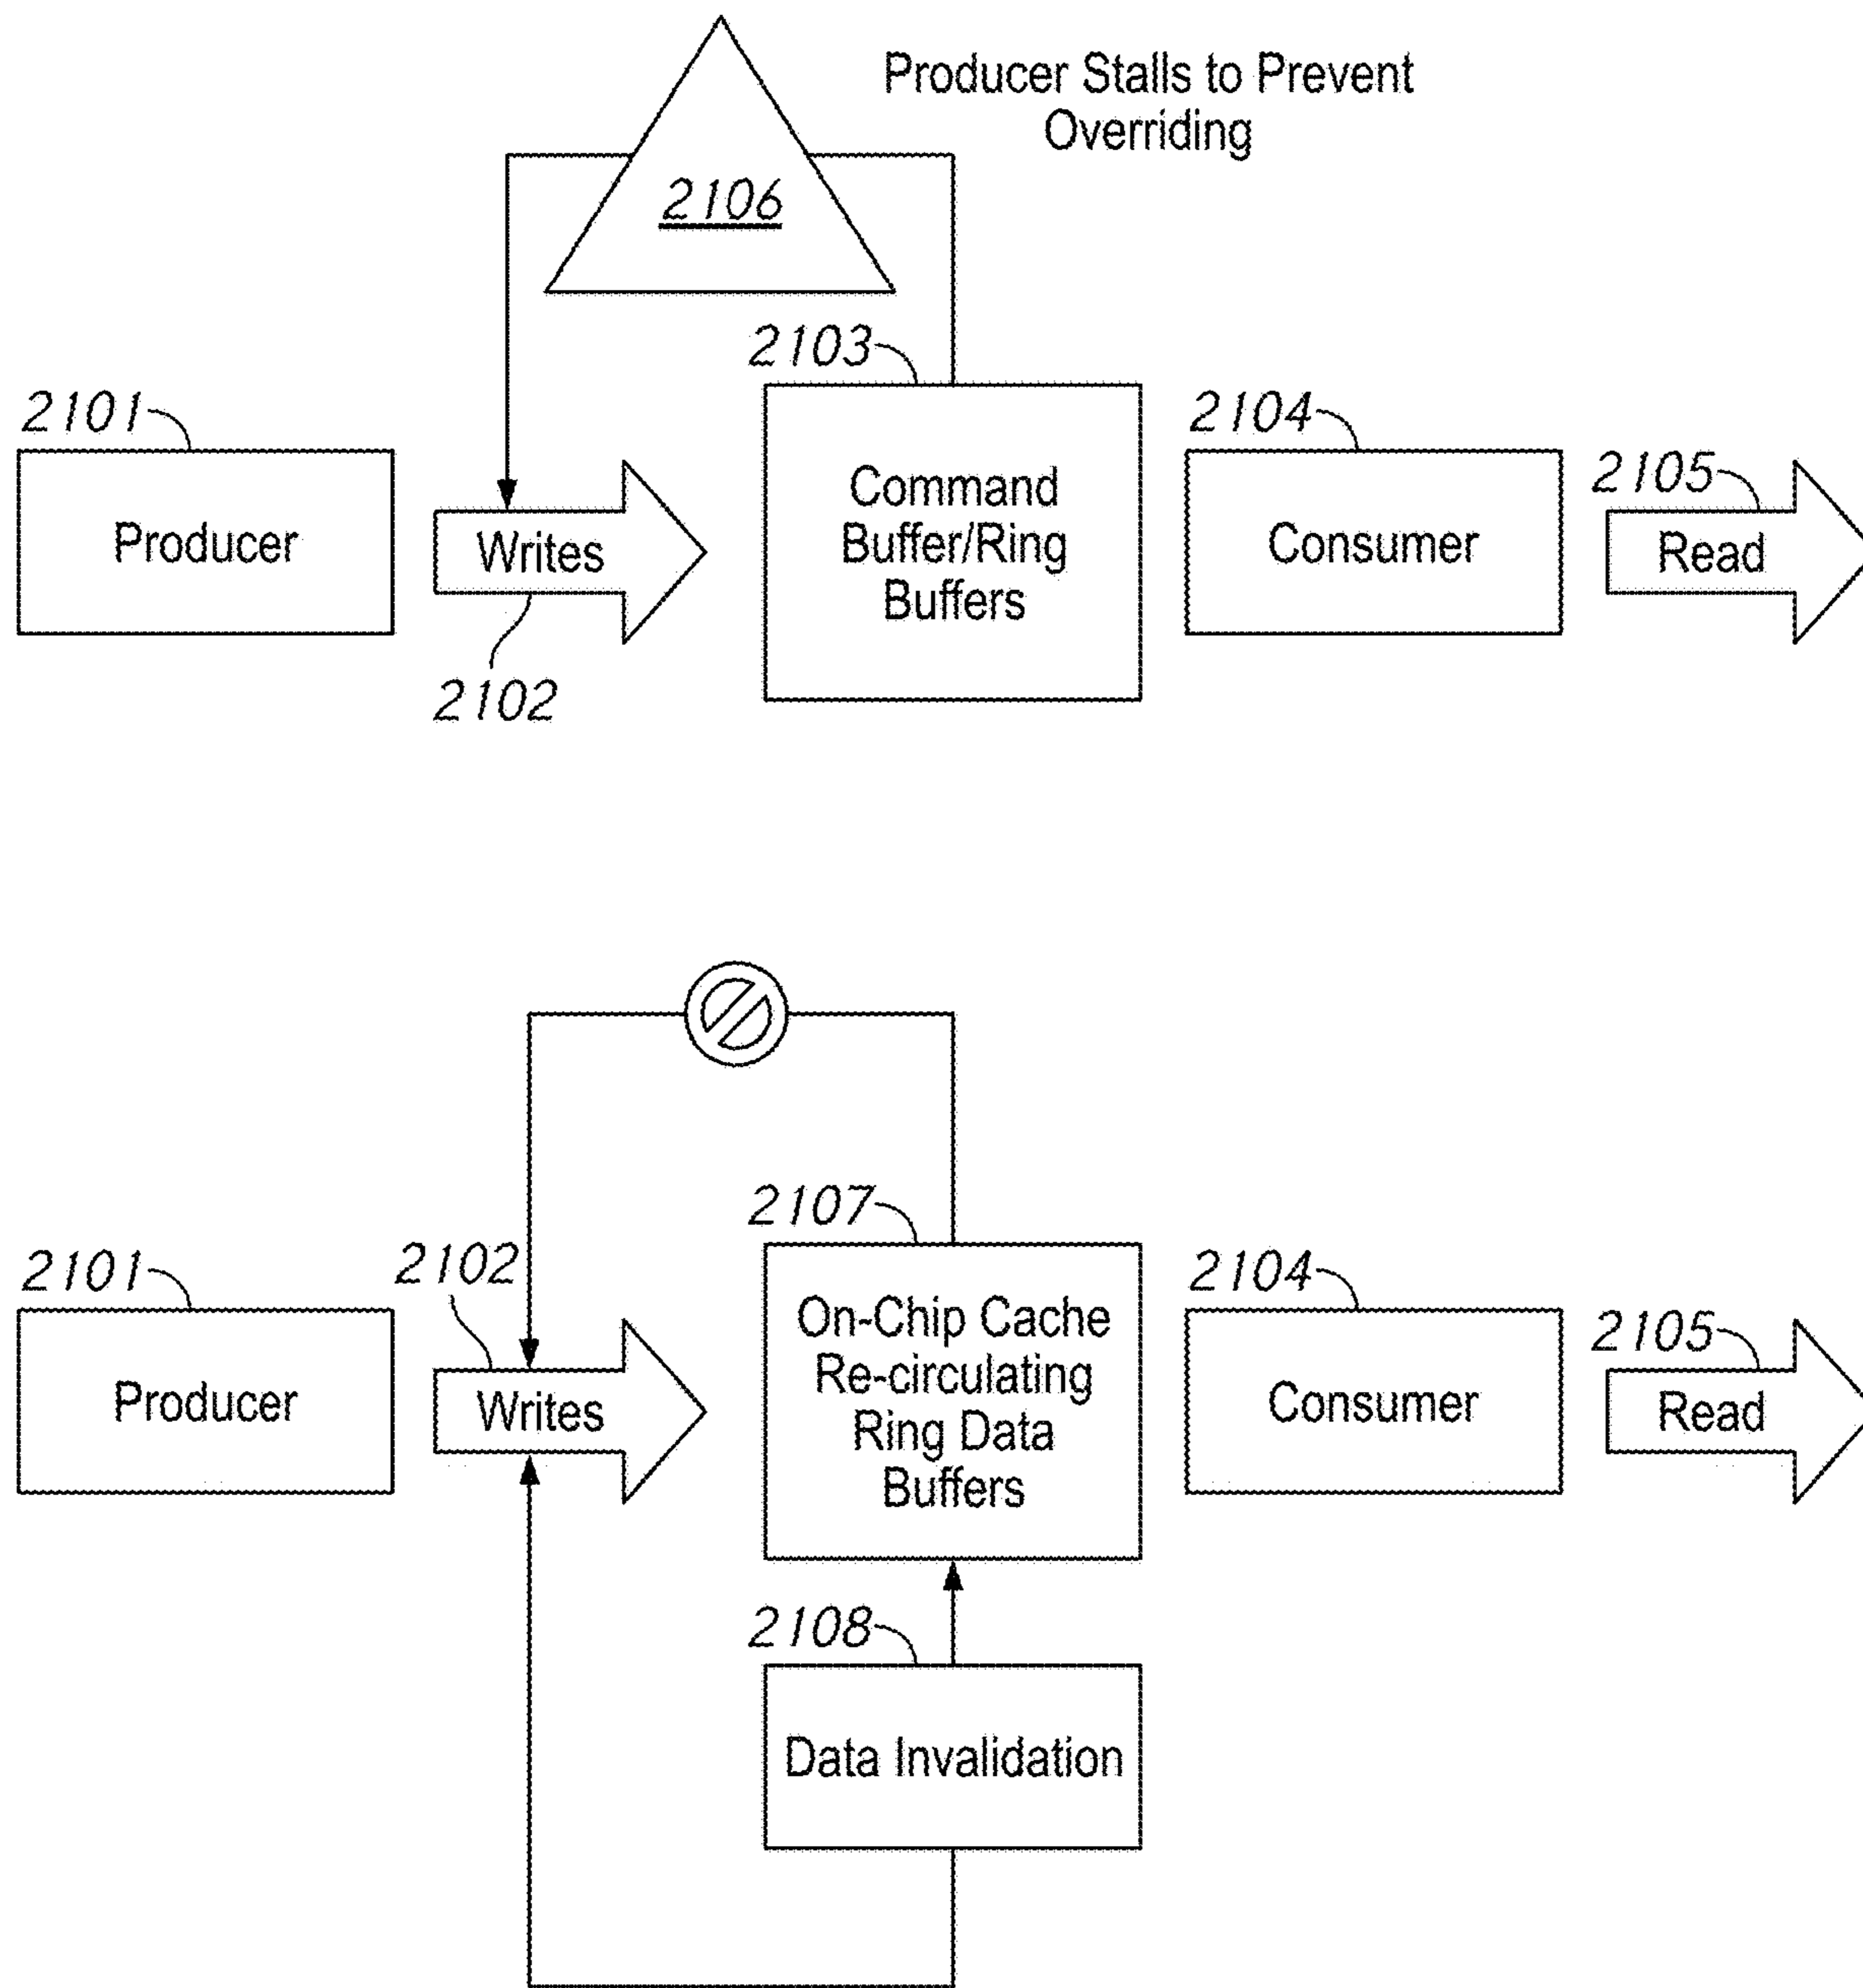 Producer Stalls to Prevent
Overriding
2106
2103
2101
2104
2105
Producer
Writes
Command
Buffer/Ring
Buffers
Consumer
Read
2102
2107
2101
2102
2104
2105
Producer
Writes
On-Chip Cache
Re-circulating
Ring Data
Buffers
Consumer
Read
2108
Data Invalidation